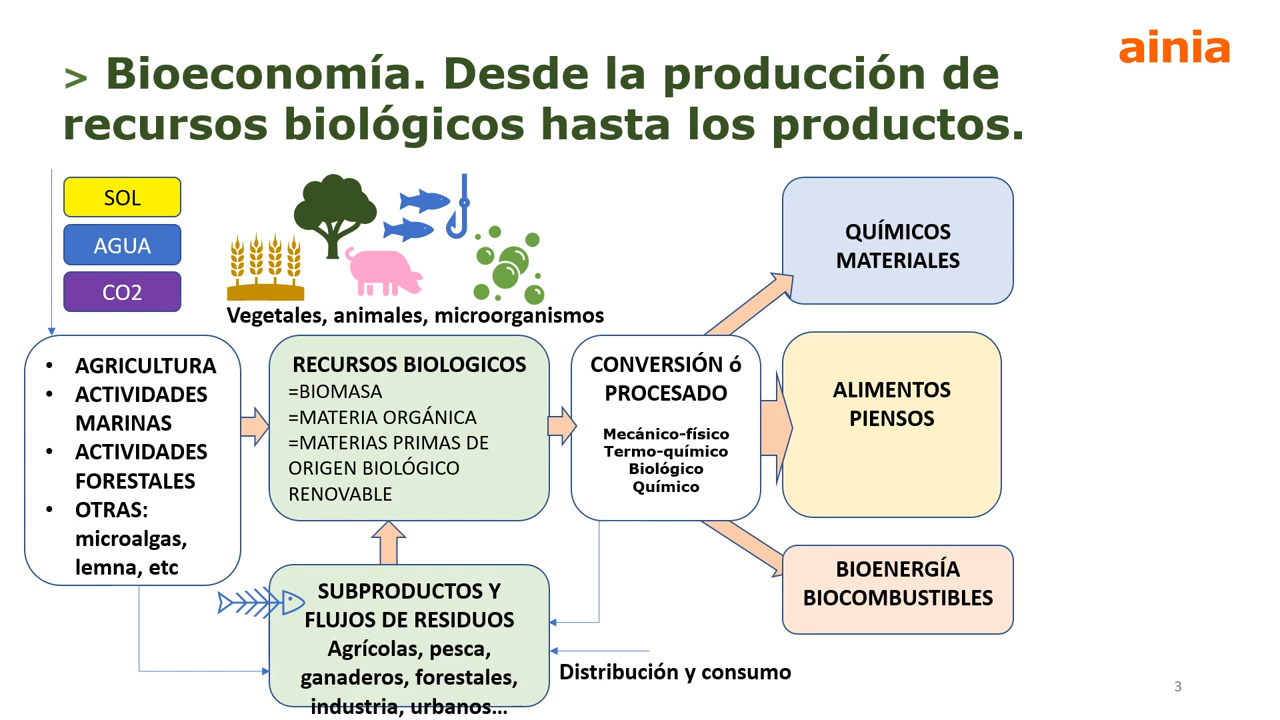 ainia
> Bioeconomía. Desde la producción de
recursos biológicos hasta los productos.
SOL
AGUA
CO2
Vegetales, animales, microorganismos
• AGRICULTURA
• ACTIVIDADES
MARINAS
• ACTIVIDADES
FORESTALES
• OTRAS:
microalgas,
lemna, etc
RECURSOS BIOLOGICOS
=BIOMASA
=MATERIA ORGÁNICA
=MATERIAS PRIMAS DE
ORIGEN BIOLÓGICO
RENOVABLE
CONVERSIÓN ó
PROCESADO
Mecánico-físico
Termo-químico
Biológico
Químico
QUÍMICOS
MATERIALES
ALIMENTOS
PIENSOS
BIOENERGÍA
BIOCOMBUSTIBLES
SUBPRODUCTOS Y
FLUJOS DE RESIDUOS
Agrícolas, pesca,
ganaderos, forestales,
industria, urbanos...
Distribución y consumo
3